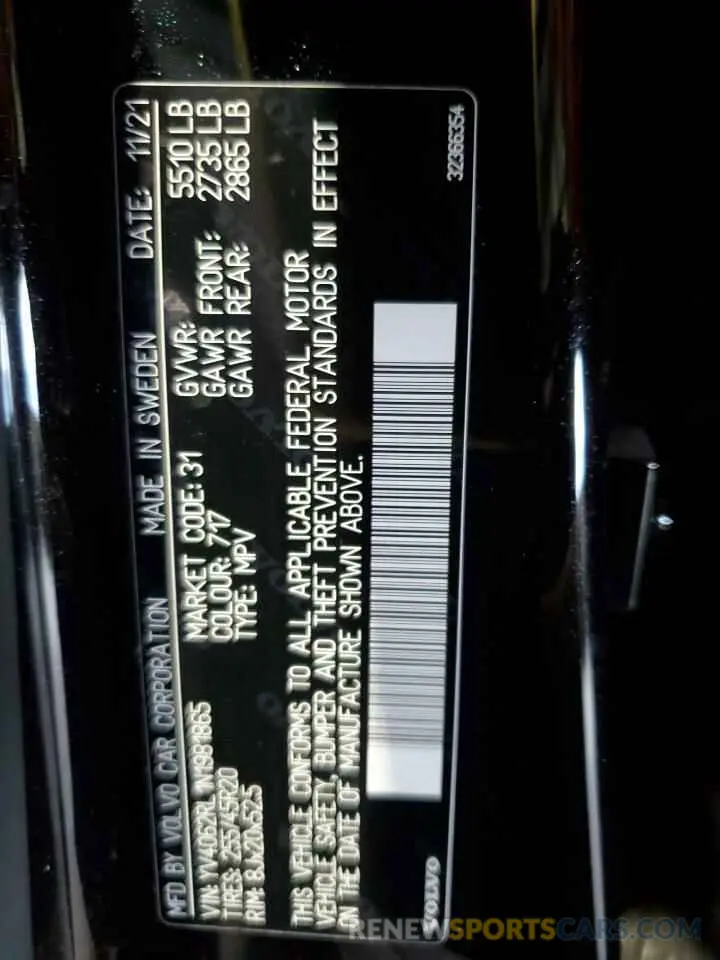 MFD BY VOLVO CAR CORPORATION MADE IN SWEDEN DATE: 11/21
VIN: YV4062RL1N1981865 MARKET CODE: 31 GVWR: 5510 LB
TIRES: 255/45R20 COLOUR: 717 GAWR FRONT: 2735 LB
RIM: 8Jx20x52.5 TYPE: MPV GAWR REAR: 2865 LB
THIS VEHICLE CONFORMS TO ALL APPLICABLE FEDERAL MOTOR
VEHICLE SAFETY, BUMPER AND THEFT PREVENTION STANDARDS IN EFFECT
ON THE DATE OF MANUFACTURE SHOWN ABOVE.
VOLVO 32366354
RENEWSPORTSCARS.COM